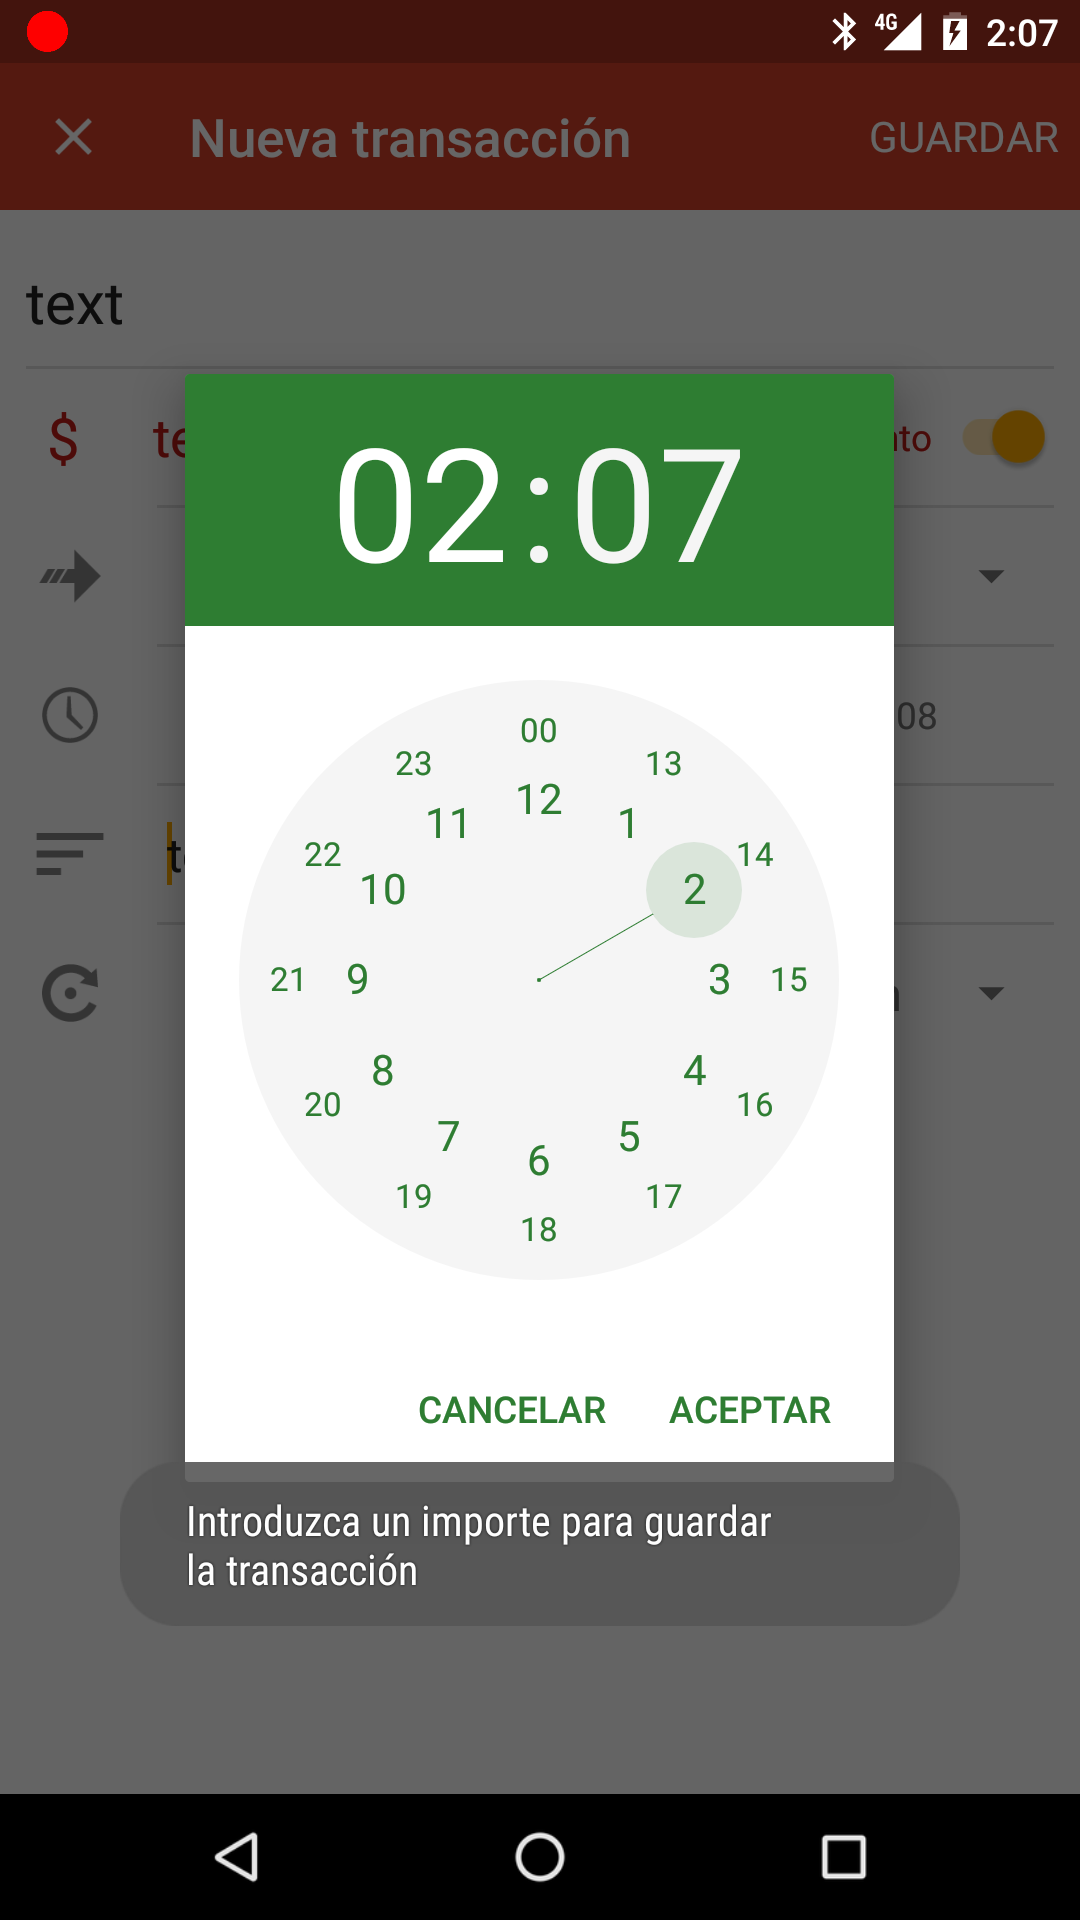 4G 2:07
Nueva transacción GUARDAR
text
$
02:07
08
00
23 13
12
11 1
22 14
10 2
21 9 3 15
8 4
20 16
7 5
6
19 17
18
CANCELAR ACEPTAR
Introduzca un importe para guardar
la transacción